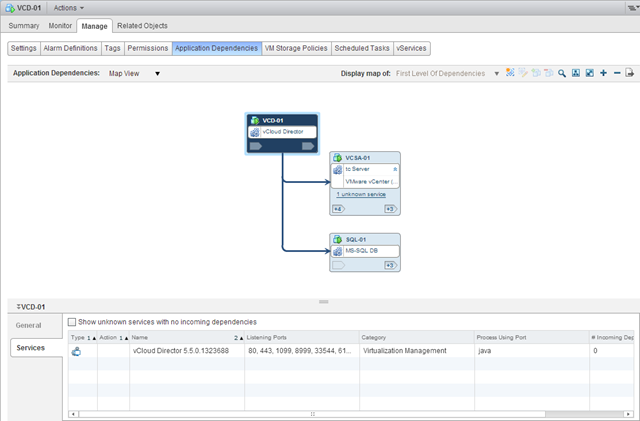 VCD-01 Actions
Summary Monitor Manage Related Objects
Settings Alarm Definitions Tags Permissions Application Dependencies VM Storage Policies Scheduled Tasks vServices
Application Dependencies: Map View Display map of: First Level Of Dependencies
VCD-01
vCloud Director
VCSA-01
tc Server
VMware vCenter (...
1 unknown service
+4 +3
SQL-01
MS-SQL DB
+3
VCD-01
General
Services
Show unknown services with no incoming dependencies
Type 1 Action 1 Name 2 Listening Ports Category Process Using Port # Incoming Dep
vCloud Director 5.5.0.1323688 80, 443, 1099, 8999, 33544, 61... Virtualization Management java 0